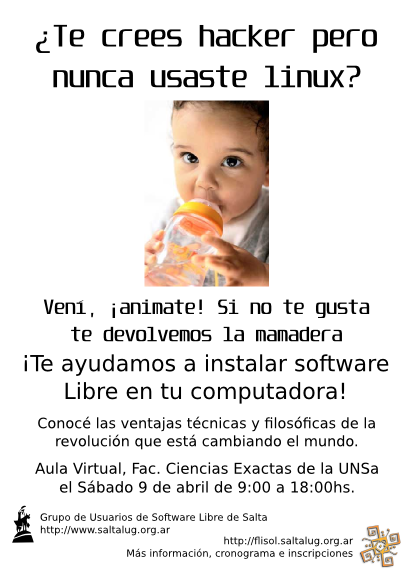 ¿Te crees hacker pero
nunca usaste linux?
Vení, ¡animate! Si no te gusta
te devolvemos la mamadera
¡Te ayudamos a instalar software
Libre en tu computadora!
Conocé las ventajas técnicas y filosóficas de la
revolución que está cambiando el mundo.
Aula Virtual, Fac. Ciencias Exactas de la UNSa
el Sábado 9 de abril de 9:00 a 18:00hs.
Grupo de Usuarios de Software Libre de Salta
http://www.saltalug.org.ar
http://flisol.saltalug.org.ar
Más información, cronograma e inscripciones